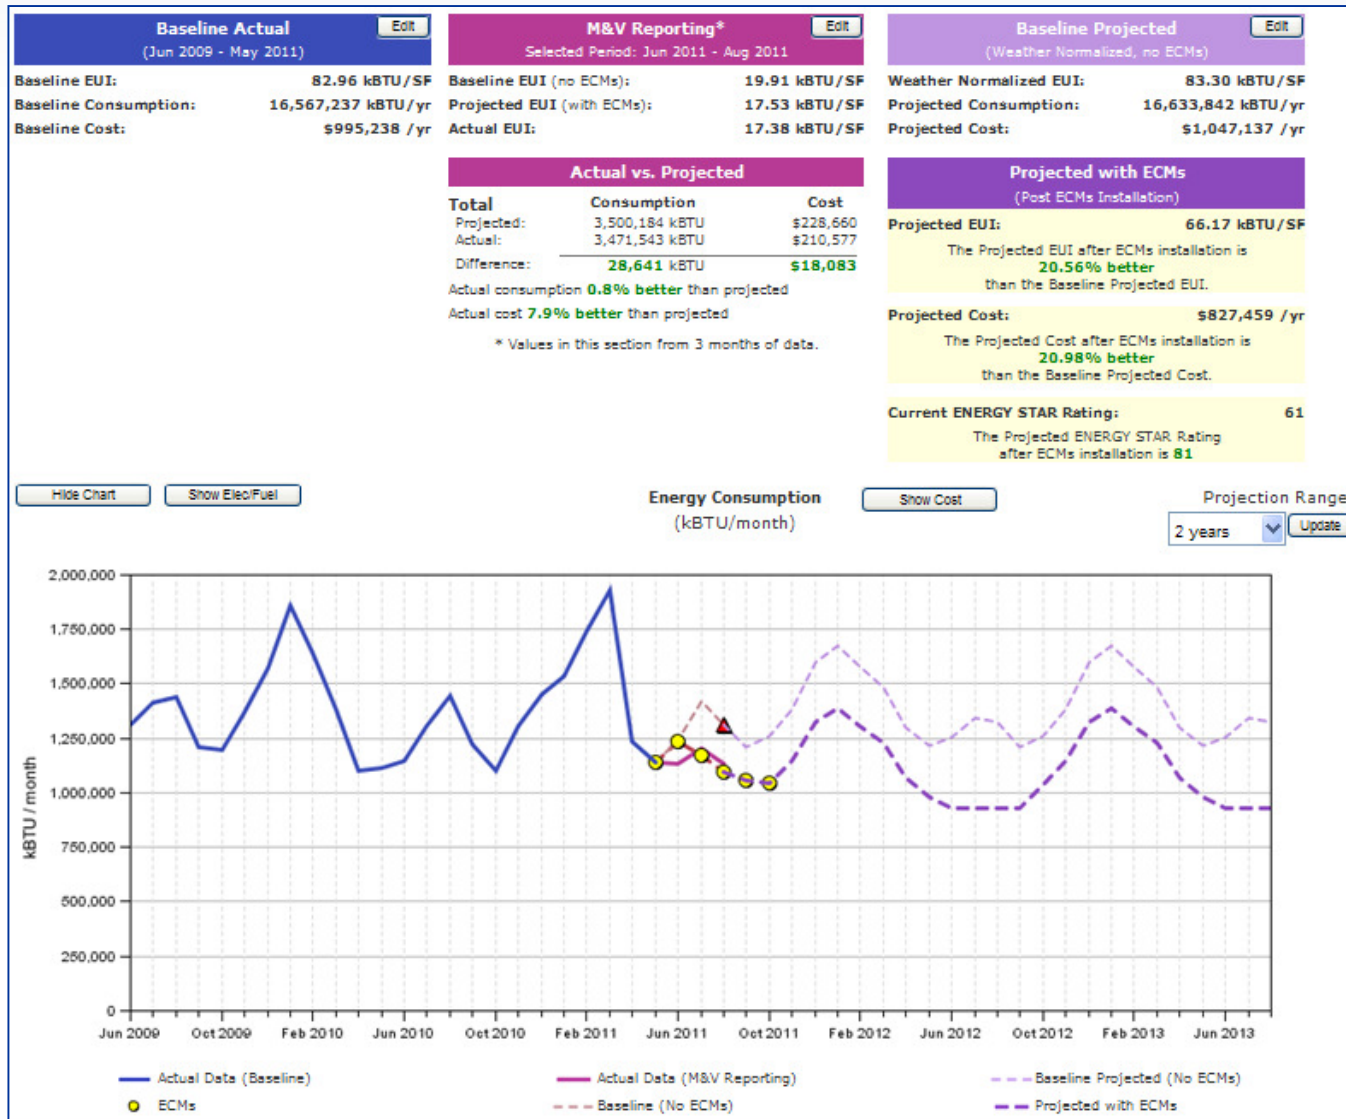 Baseline Actual
Edit
(Jun 2009 - May 2011)
Baseline EUI: 82.96 kBTU/SF
Baseline Consumption: 16,567,237 kBTU/yr
Baseline Cost: $995,238 /yr
M&V Reporting*
Edit
Selected Period: Jun 2011 - Aug 2011
Baseline EUI (no ECMs): 19.91 kBTU/SF
Projected EUI (with ECMs): 17.53 kBTU/SF
Actual EUI: 17.38 kBTU/SF
Actual vs. Projected
Total Consumption Cost
Projected: 3,500,184 kBTU $228,660
Actual: 3,471,543 kBTU $210,577
Difference: 28,641 kBTU $18,083
Actual consumption 0.8% better than projected
Actual cost 7.9% better than projected
* Values in this section from 3 months of data.
Baseline Projected
Edit
(Weather Normalized, no ECMs)
Weather Normalized EUI: 83.30 kBTU/SF
Projected Consumption: 16,633,842 kBTU/yr
Projected Cost: $1,047,137 /yr
Projected with ECMs
(Post ECMs Installation)
Projected EUI: 66.17 kBTU/SF
The Projected EUI after ECMs installation is
20.56% better
than the Baseline Projected EUI.
Projected Cost: $827,459 /yr
The Projected Cost after ECMs installation is
20.98% better
than the Baseline Projected Cost.
Current ENERGY STAR Rating: 61
The Projected ENERGY STAR Rating
after ECMs installation is 81
Hide Chart
Show Elec/Fuel
Energy Consumption
(kBTU/month)
Show Cost
Projection Range
2 years
Update
kBTU / month
2,000,000
1,750,000
1,500,000
1,250,000
1,000,000
750,000
500,000
250,000
0
Jun 2009 Oct 2009 Feb 2010 Jun 2010 Oct 2010 Feb 2011 Jun 2011 Oct 2011 Feb 2012 Jun 2012 Oct 2012 Feb 2013 Jun 2013
Actual Data (Baseline) Actual Data (M&V Reporting) Baseline Projected (No ECMs)
ECMs Baseline (No ECMs) Projected with ECMs